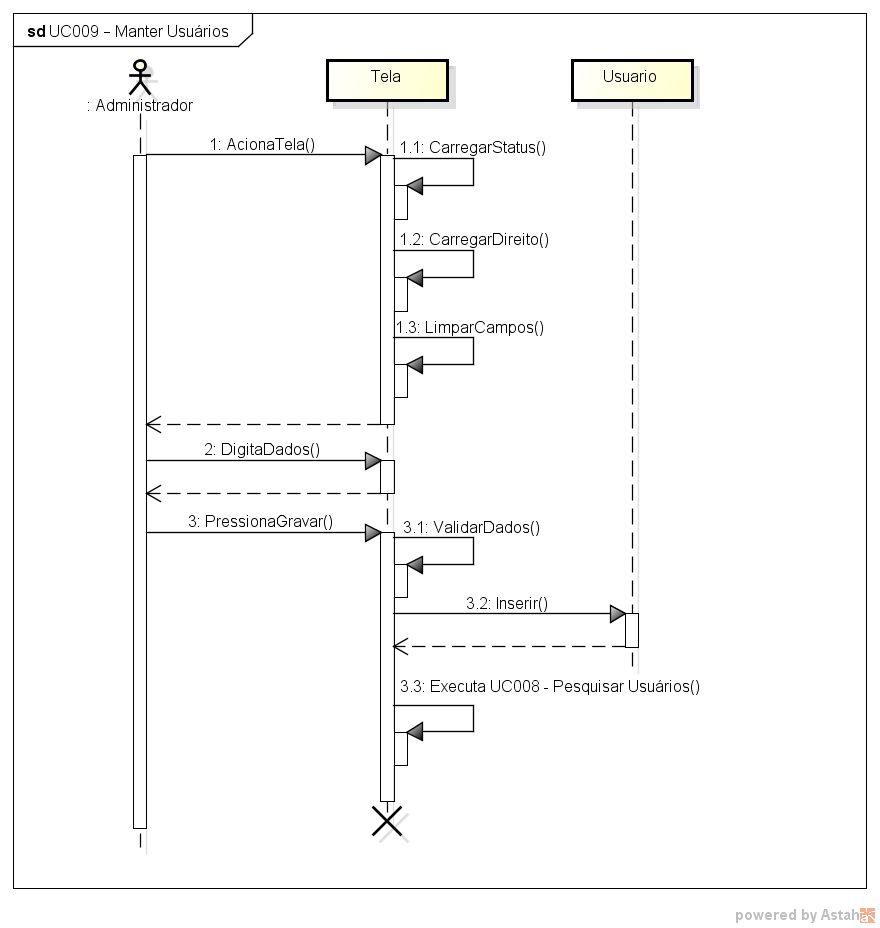 sd UC009 – Manter Usuários
: Administrador
Tela
Usuario
1: AcionaTela()
1.1: CarregarStatus()
1.2: CarregarDireito()
1.3: LimparCampos()
2: DigitaDados()
3: PressionaGravar()
3.1: ValidarDados()
3.2: Inserir()
3.3: Executa UC008 - Pesquisar Usuários()
powered by Astah